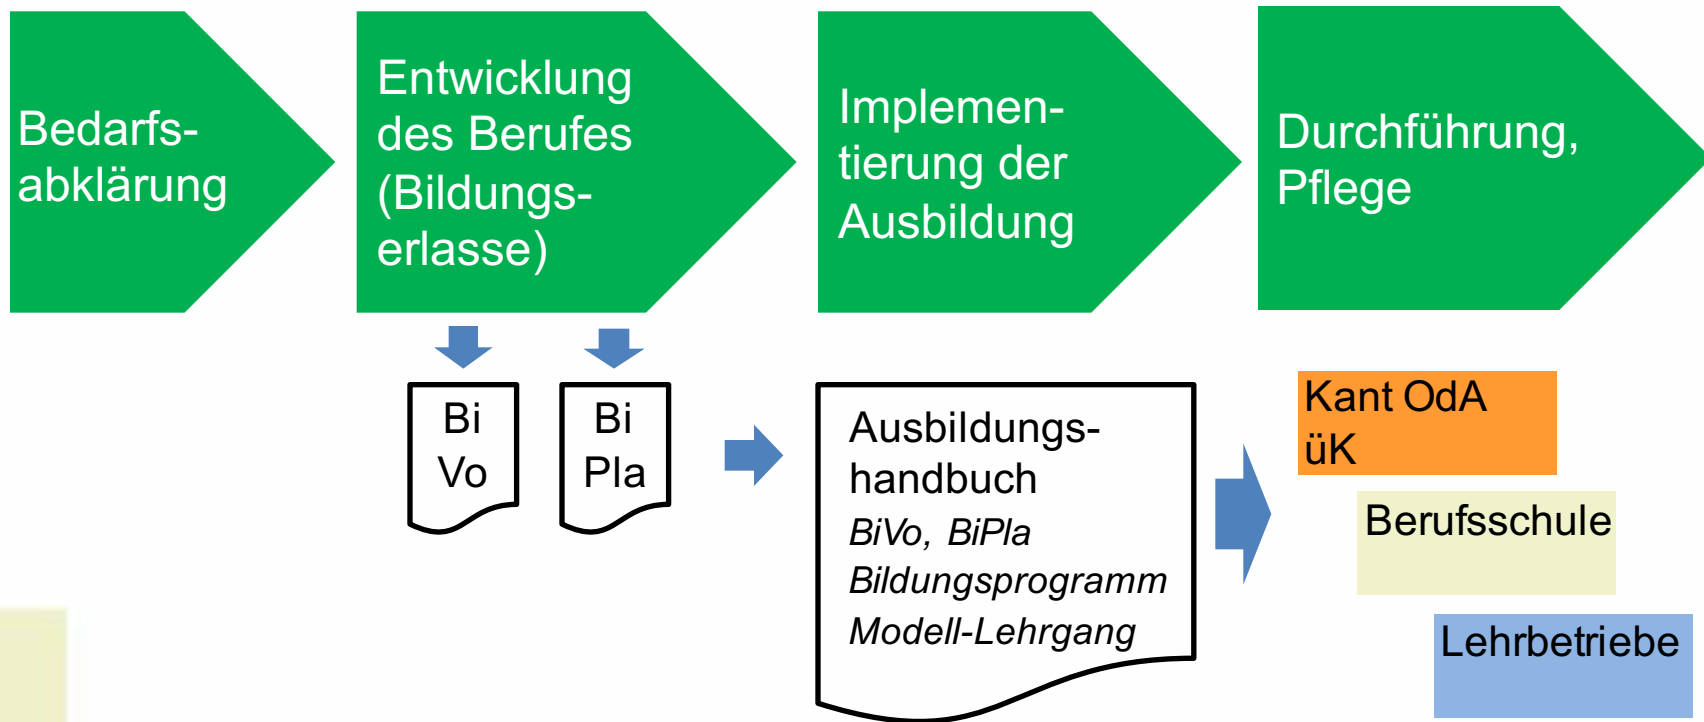 Bedarfs-
abklärung
Entwicklung
des Berufes
(Bildungs-
erlasse)
Implemen-
tierung der
Ausbildung
Durchführung,
Pflege
Bi
Vo
Bi
Pla
Ausbildungs-
handbuch
BiVo, BiPla
Bildungsprogramm
Modell-Lehrgang
Kant OdA
üK
Berufsschule
Lehrbetriebe